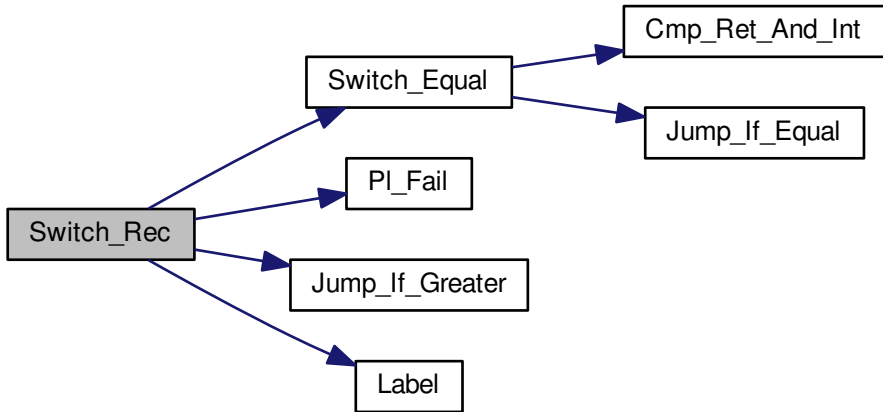 Cmp_Ret_And_Int
Switch_Equal
Jump_If_Equal
Pl_Fail
Switch_Rec
Jump_If_Greater
Label